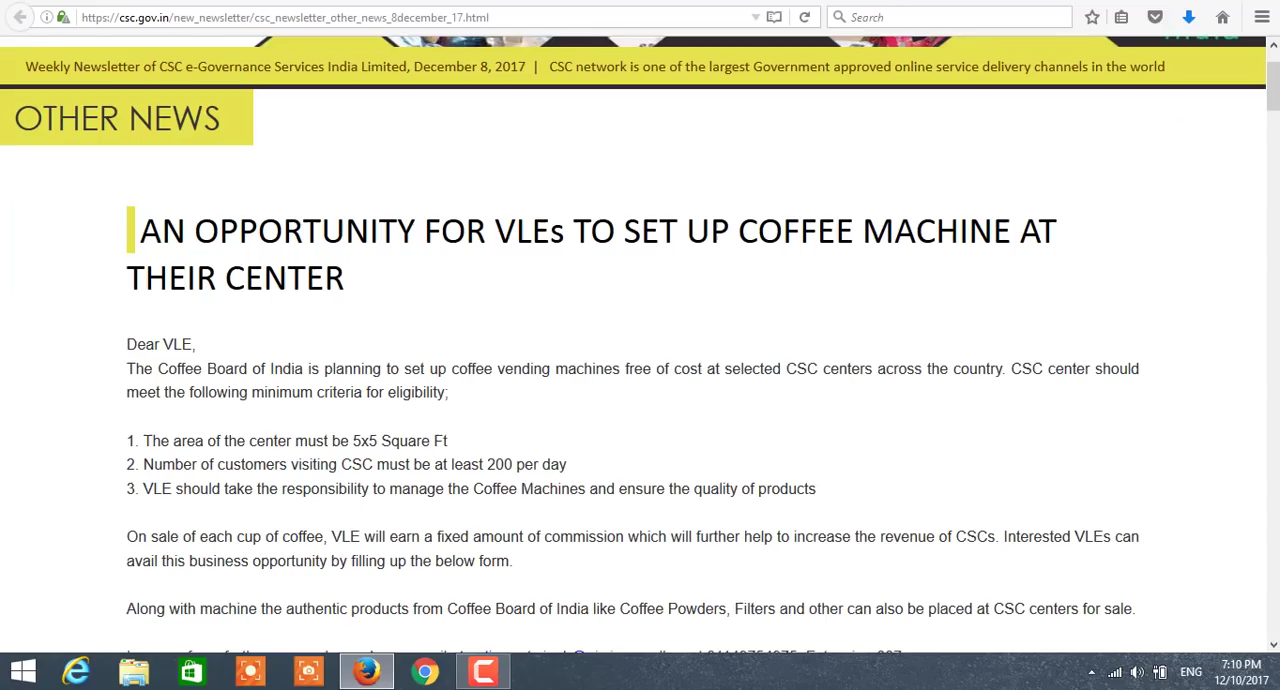 https://csc.gov.in/new_newsletter/csc_newsletter_other_news_8december_17.html
Search
Weekly Newsletter of CSC e-Governance Services India Limited, December 8, 2017 | CSC network is one of the largest Government approved online service delivery channels in the world
OTHER NEWS
AN OPPORTUNITY FOR VLEs TO SET UP COFFEE MACHINE AT
THEIR CENTER
Dear VLE,
The Coffee Board of India is planning to set up coffee vending machines free of cost at selected CSC centers across the country. CSC center should
meet the following minimum criteria for eligibility;
1. The area of the center must be 5x5 Square Ft
2. Number of customers visiting CSC must be at least 200 per day
3. VLE should take the responsibility to manage the Coffee Machines and ensure the quality of products
On sale of each cup of coffee, VLE will earn a fixed amount of commission which will further help to increase the revenue of CSCs. Interested VLEs can
avail this business opportunity by filling up the below form.
Along with machine the authentic products from Coffee Board of India like Coffee Powders, Filters and other can also be placed at CSC centers for sale.
ENG
7:10 PM
12/10/2017